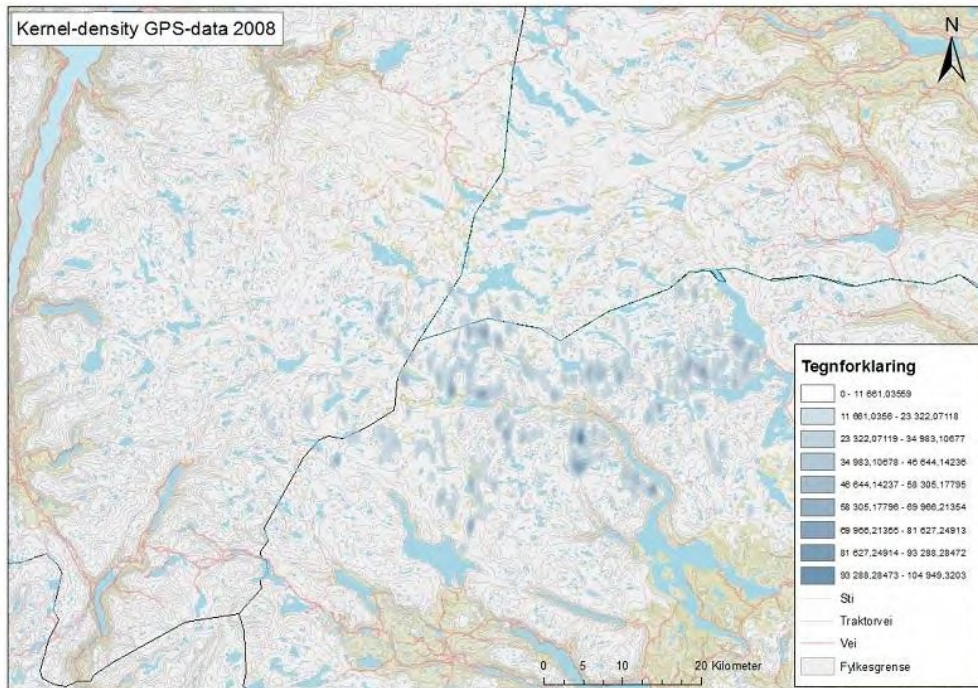 Kernel-density GPS-data 2008
N
Tegnforklaring
0 - 11 661,03559
11 661,0356 - 23 322,07118
23 322,07119 - 34 983,10677
34 983,10678 - 46 644,14236
46 644,14237 - 58 305,17795
58 305,17796 - 69 966,21354
69 966,21355 - 81 627,24913
81 627,24914 - 93 288,28472
93 288,28473 - 104 949,3203
Sti
Traktorvei
Vei
Fylkesgrense
0 5 10 20 Kilometer